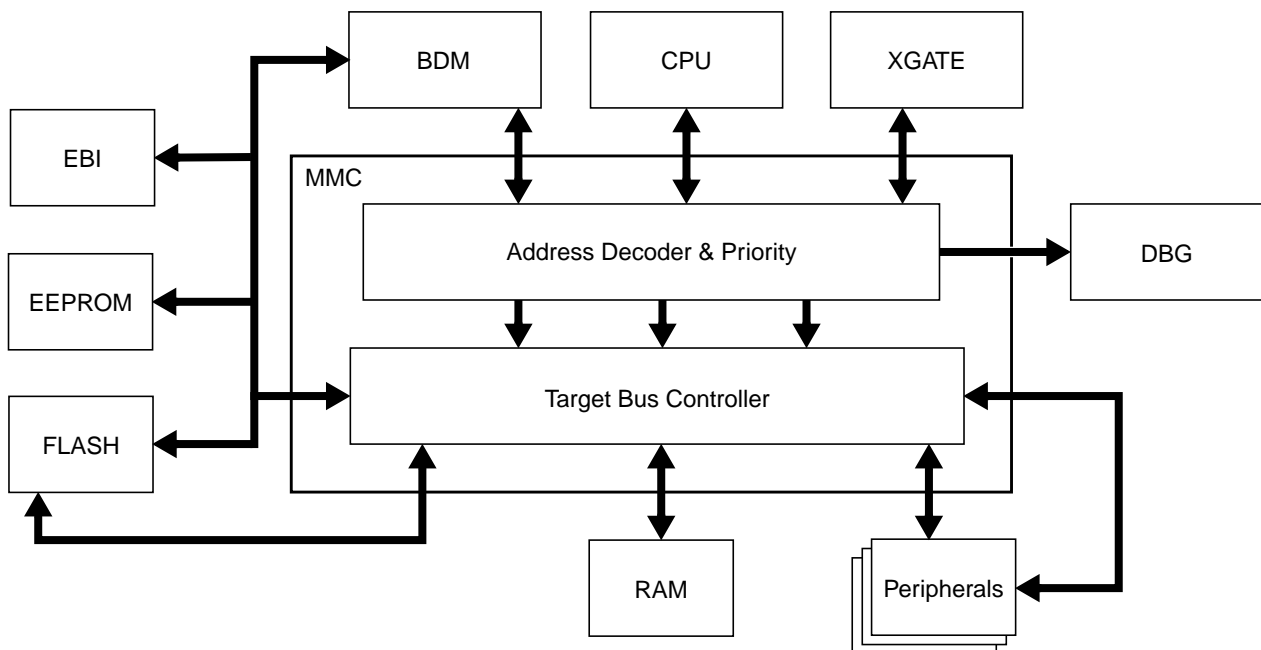 BDM
CPU
XGATE
EBI
MMC
Address Decoder & Priority
DBG
EEPROM
Target Bus Controller
FLASH
RAM
Peripherals